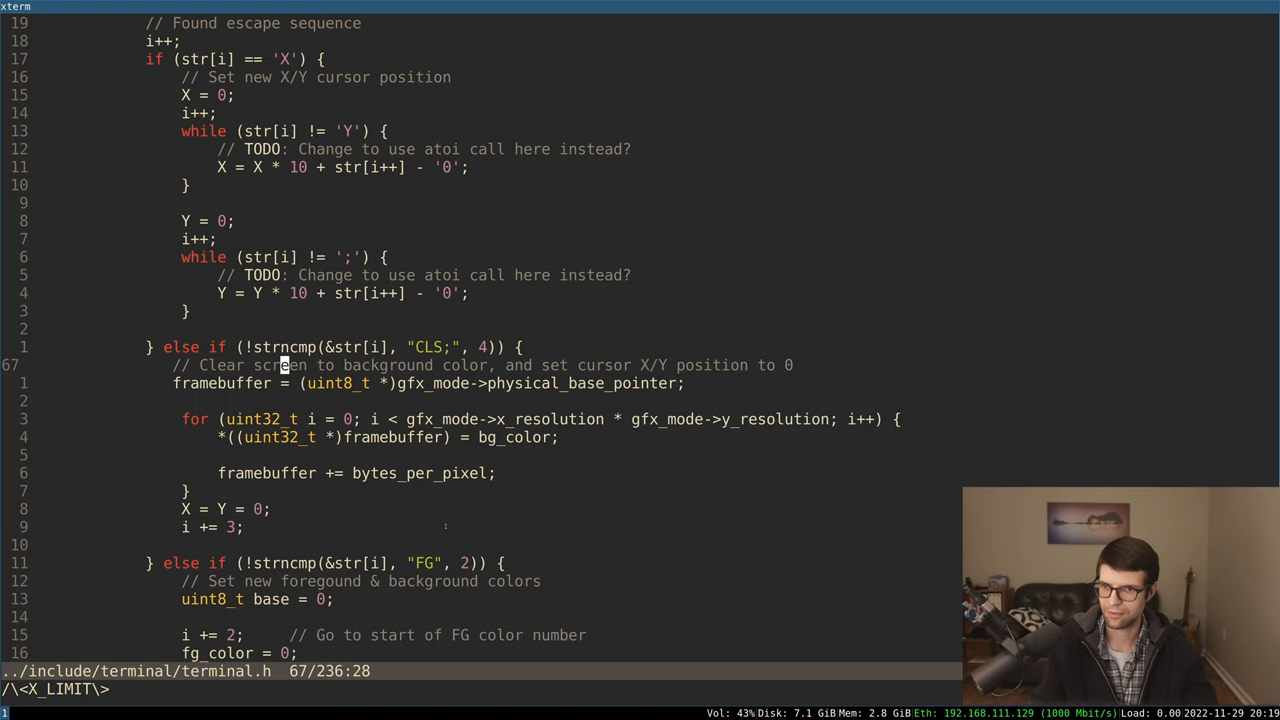 xterm
19 // Found escape sequence
18 i++;
17 if (str[i] == 'X') {
16 // Set new X/Y cursor position
15 X = 0;
14 i++;
13 while (str[i] != 'Y') {
12 // TODO: Change to use atoi call here instead?
11 X = X * 10 + str[i++] - '0';
10 }
9
8 Y = 0;
7 i++;
6 while (str[i] != ';') {
5 // TODO: Change to use atoi call here instead?
4 Y = Y * 10 + str[i++] - '0';
3 }
2
1 } else if (!strncmp(&str[i], "CLS;", 4)) {
67 // Clear screen to background color, and set cursor X/Y position to 0
1 framebuffer = (uint8_t *)gfx_mode->physical_base_pointer;
2
3 for (uint32_t i = 0; i < gfx_mode->x_resolution * gfx_mode->y_resolution; i++) {
4 *((uint32_t *)framebuffer) = bg_color;
5
6 framebuffer += bytes_per_pixel;
7 }
8 X = Y = 0;
9 i += 3;
10
11 } else if (!strncmp(&str[i], "FG", 2)) {
12 // Set new foregound & background colors
13 uint8_t base = 0;
14
15 i += 2; // Go to start of FG color number
16 fg_color = 0;
../include/terminal/terminal.h 67/236:28
/\<X_LIMIT\>
1 Vol: 43% Disk: 7.1 GiB Mem: 2.8 GiB Eth: 192.168.111.129 (1000 Mbit/s) Load: 0.00 2022-11-29 20:19